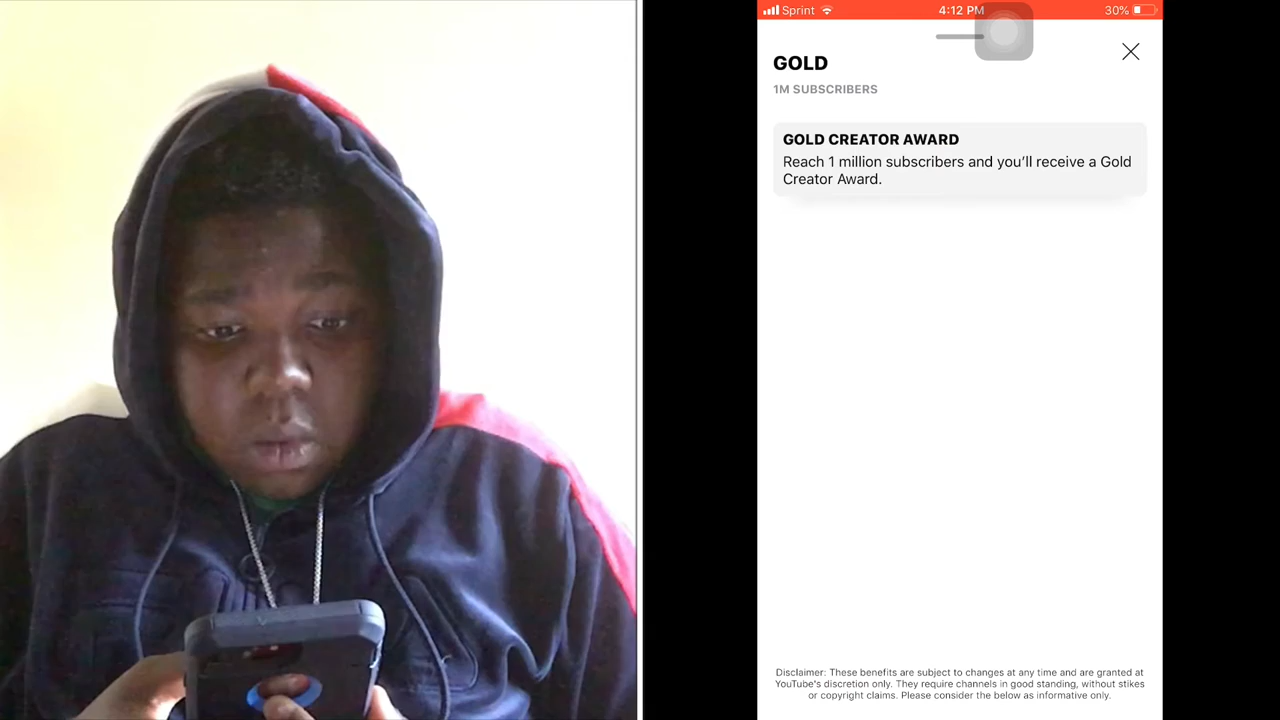 Sprint 4:12 PM 30%
GOLD
1M SUBSCRIBERS
GOLD CREATOR AWARD
Reach 1 million subscribers and you’ll receive a Gold
Creator Award.
Disclaimer: These benefits are subject to changes at any time and are granted at
YouTube's discretion only. They require channels in good standing, without strikes
or copyright claims. Please consider the below as informative only.